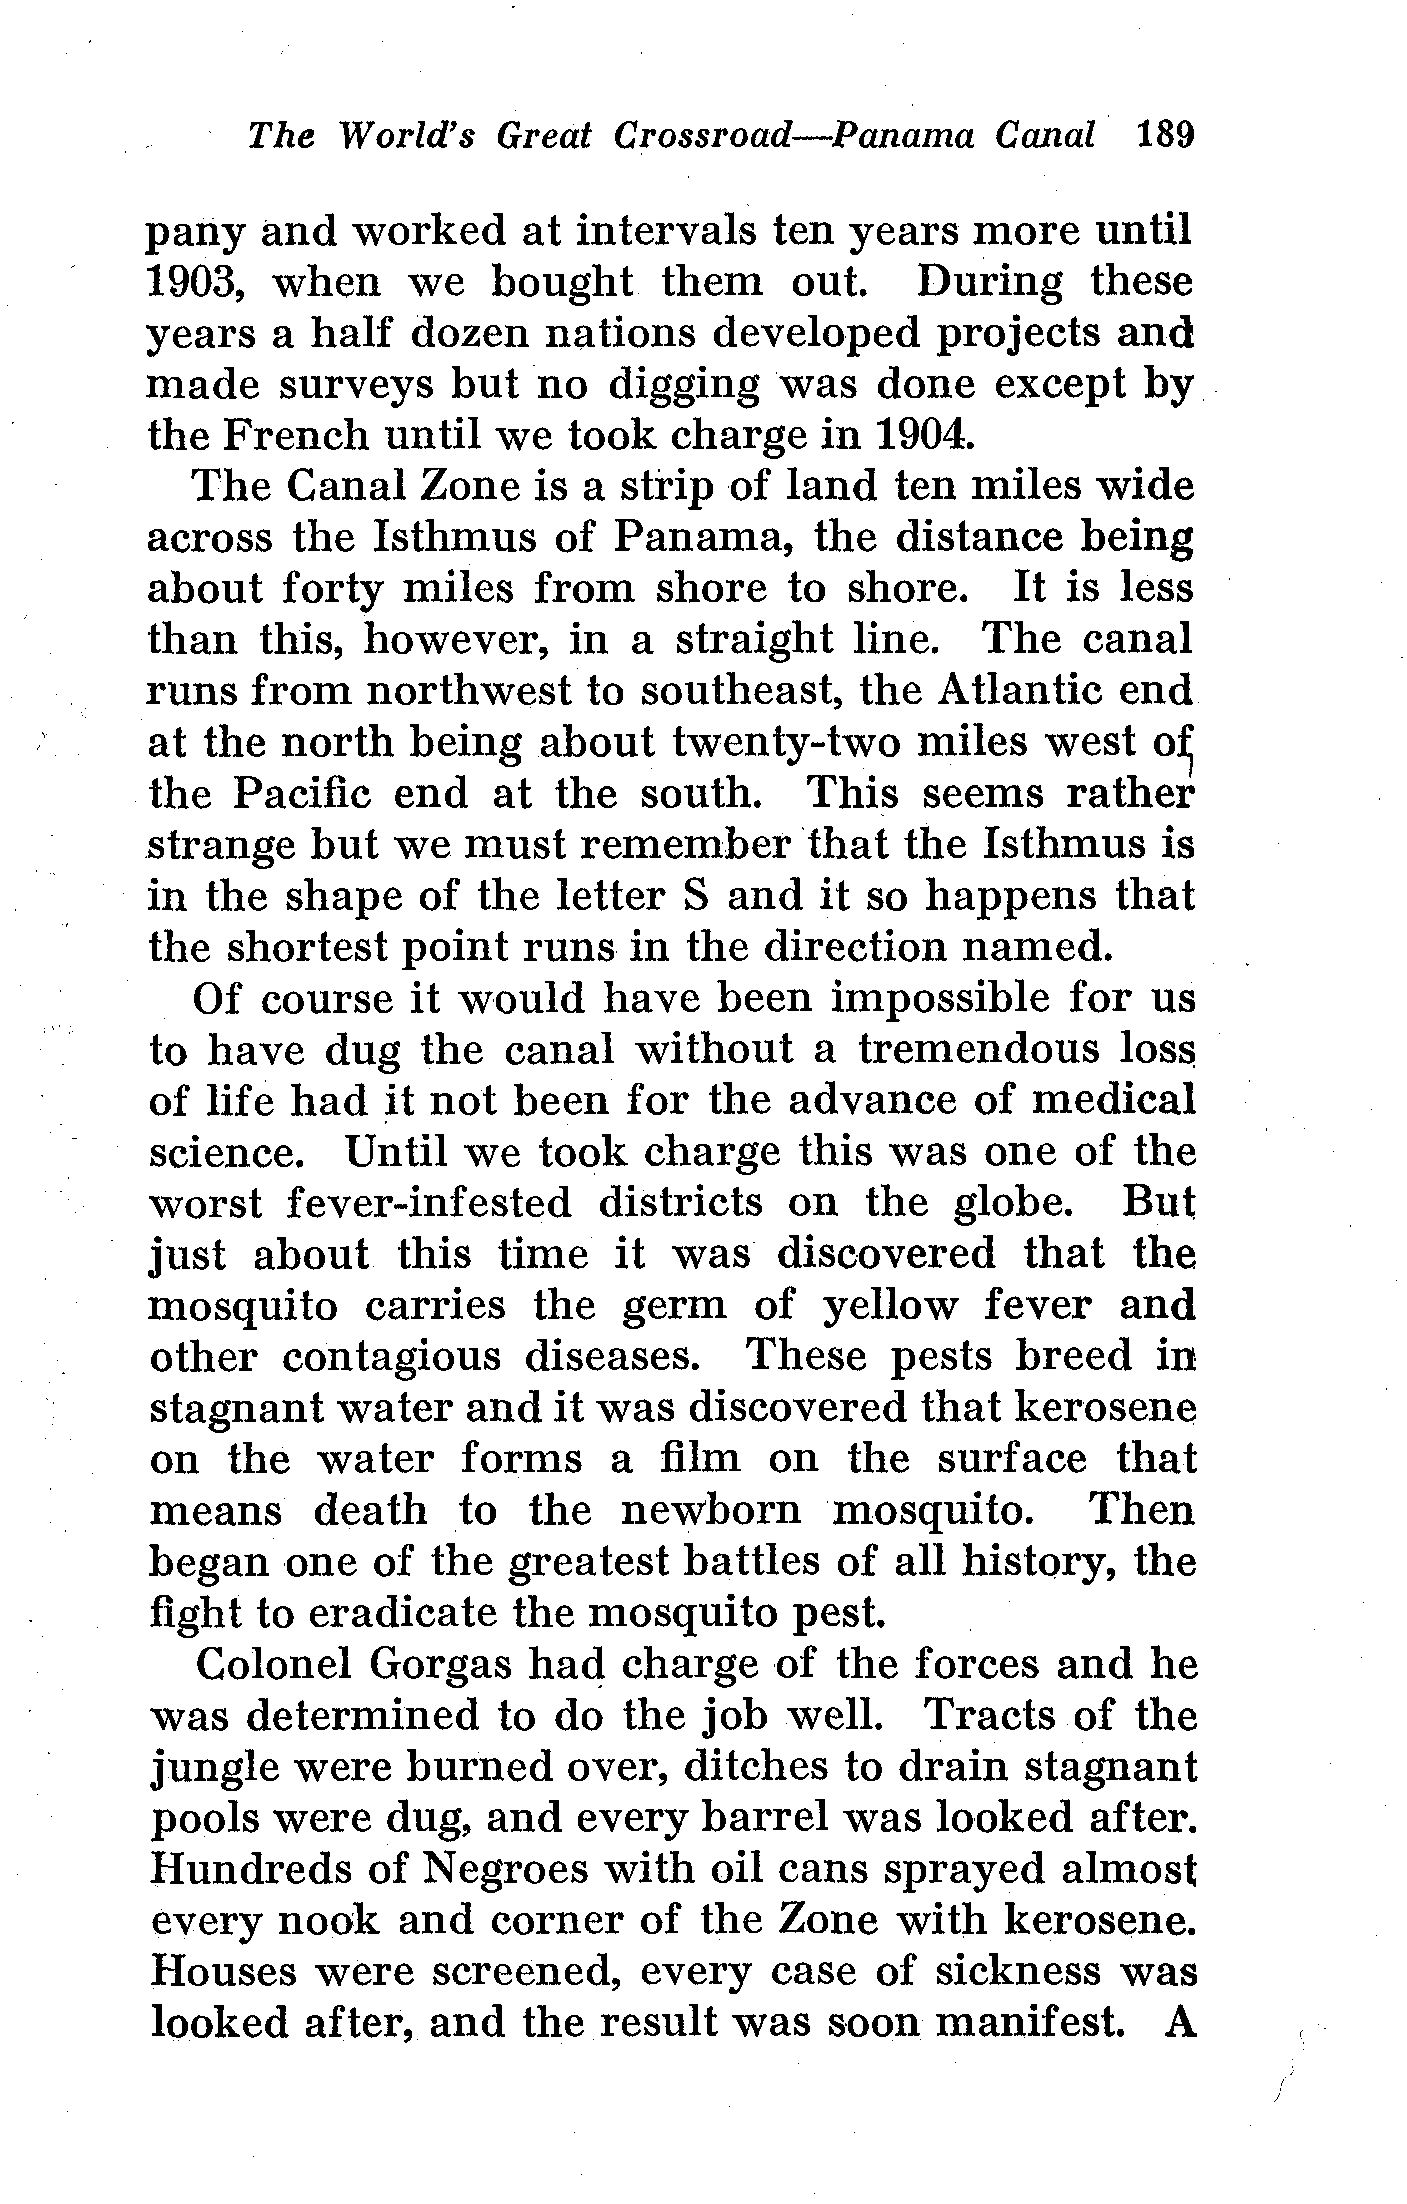 The World's Great Crossroad—Panama Canal 189
pany and worked at intervals ten years more until
1903, when we bought them out. During these
years a half dozen nations developed projects and
made surveys but no digging was done except by
the French until we took charge in 1904.
The Canal Zone is a strip of land ten miles wide
across the Isthmus of Panama, the distance being
about forty miles from shore to shore. It is less
than this, however, in a straight line. The canal
runs from northwest to southeast, the Atlantic end
at the north being about twenty-two miles west of
the Pacific end at the south. This seems rather
strange but we must remember that the Isthmus is
in the shape of the letter S and it so happens that
the shortest point runs in the direction named.
Of course it would have been impossible for us
to have dug the canal without a tremendous loss
of life had it not been for the advance of medical
science. Until we took charge this was one of the
worst fever-infested districts on the globe. But
just about this time it was discovered that the
mosquito carries the germ of yellow fever and
other contagious diseases. These pests breed in
stagnant water and it was discovered that kerosene
on the water forms a film on the surface that
means death to the newborn mosquito. Then
began one of the greatest battles of all history, the
fight to eradicate the mosquito pest.
Colonel Gorgas had charge of the forces and he
was determined to do the job well. Tracts of the
jungle were burned over, ditches to drain stagnant
pools were dug, and every barrel was looked after.
Hundreds of Negroes with oil cans sprayed almost
every nook and corner of the Zone with kerosene.
Houses were screened, every case of sickness was
looked after, and the result was soon manifest. A